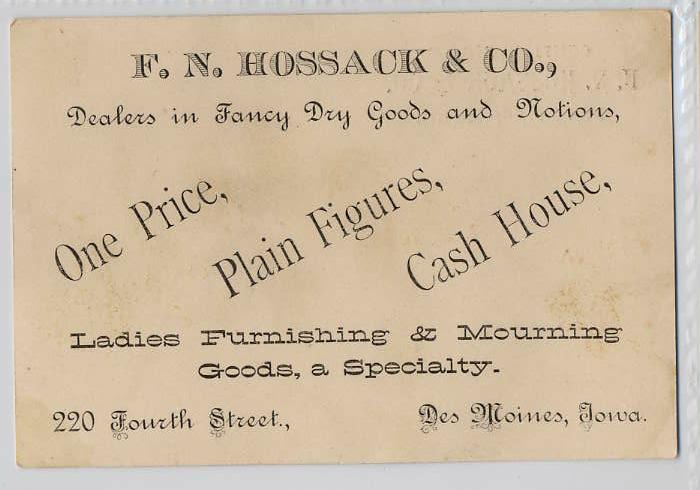 F. N. HOSSACK & CO.,
Dealers in Fancy Dry Goods and Notions,
One Price,
Plain Figures,
Cash House,
Ladies Furnishing & Mourning
Goods, a Specialty.
220 Fourth Street., Des Moines, Iowa.